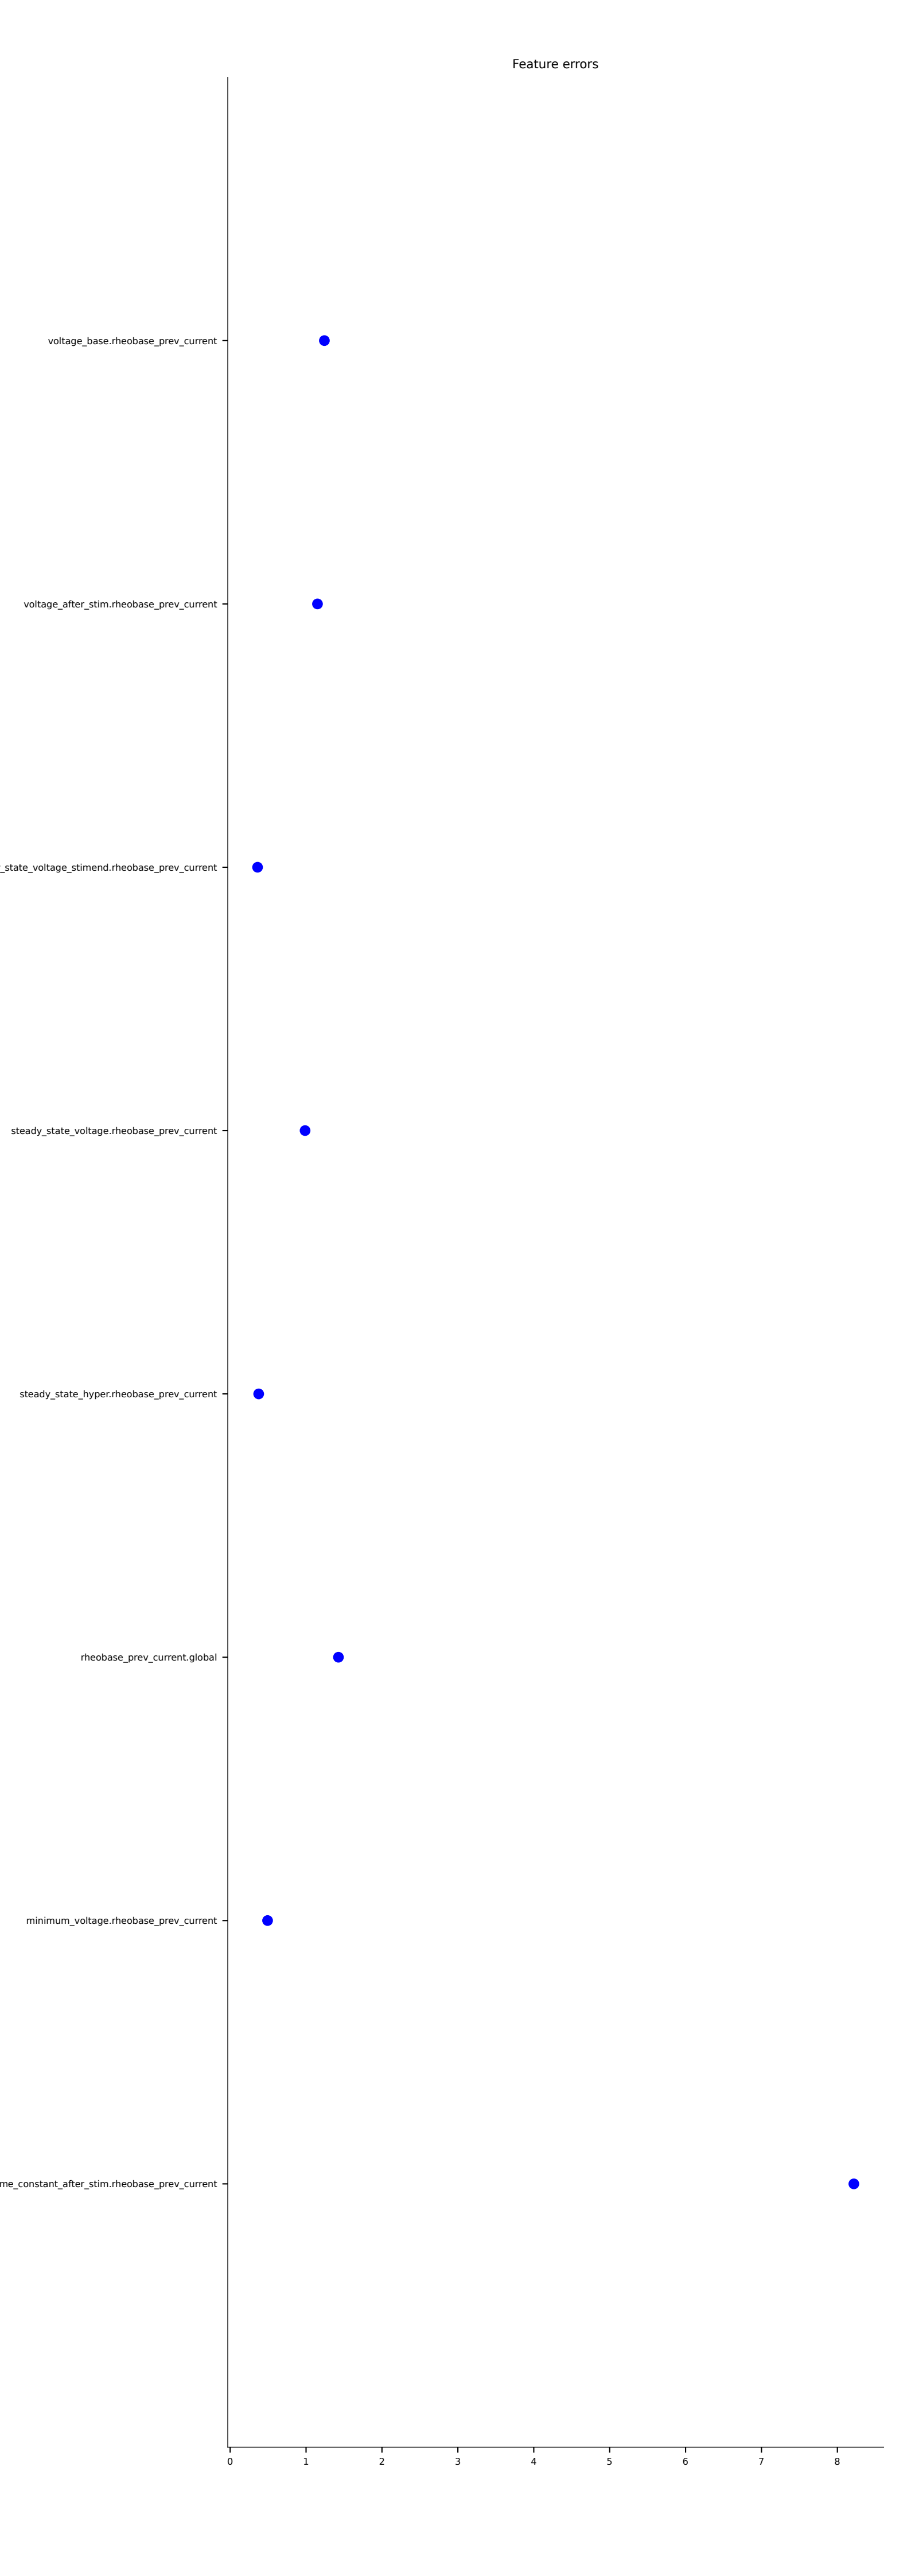 Feature errors
voltage_base.rheobase_prev_current
voltage_after_stim.rheobase_prev_current
_state_voltage_stimend.rheobase_prev_current
steady_state_voltage.rheobase_prev_current
steady_state_hyper.rheobase_prev_current
rheobase_prev_current.global
minimum_voltage.rheobase_prev_current
me_constant_after_stim.rheobase_prev_current
0 1 2 3 4 5 6 7 8